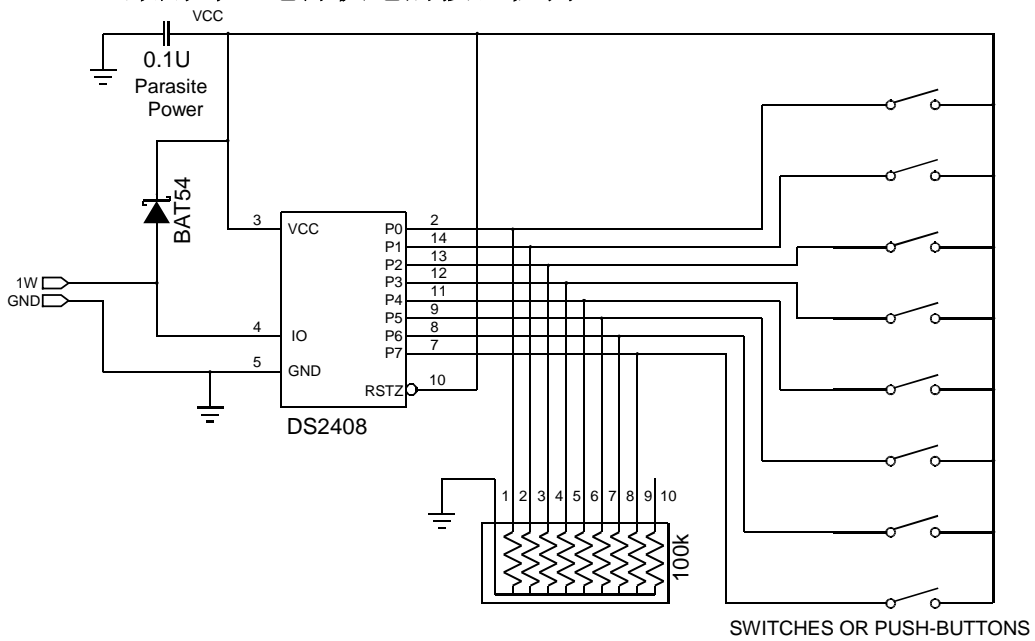 VCC
0.1U
Parasite
Power
BAT54
1W
GND
3
VCC
4
IO
5
GND
P0
2
P1
14
P2
13
P3
12
P4
11
P5
9
P6
8
P7
7
RSTZ
10
DS2408
1 2 3 4 5 6 7 8 9 10
100k
SWITCHES OR PUSH-BUTTONS